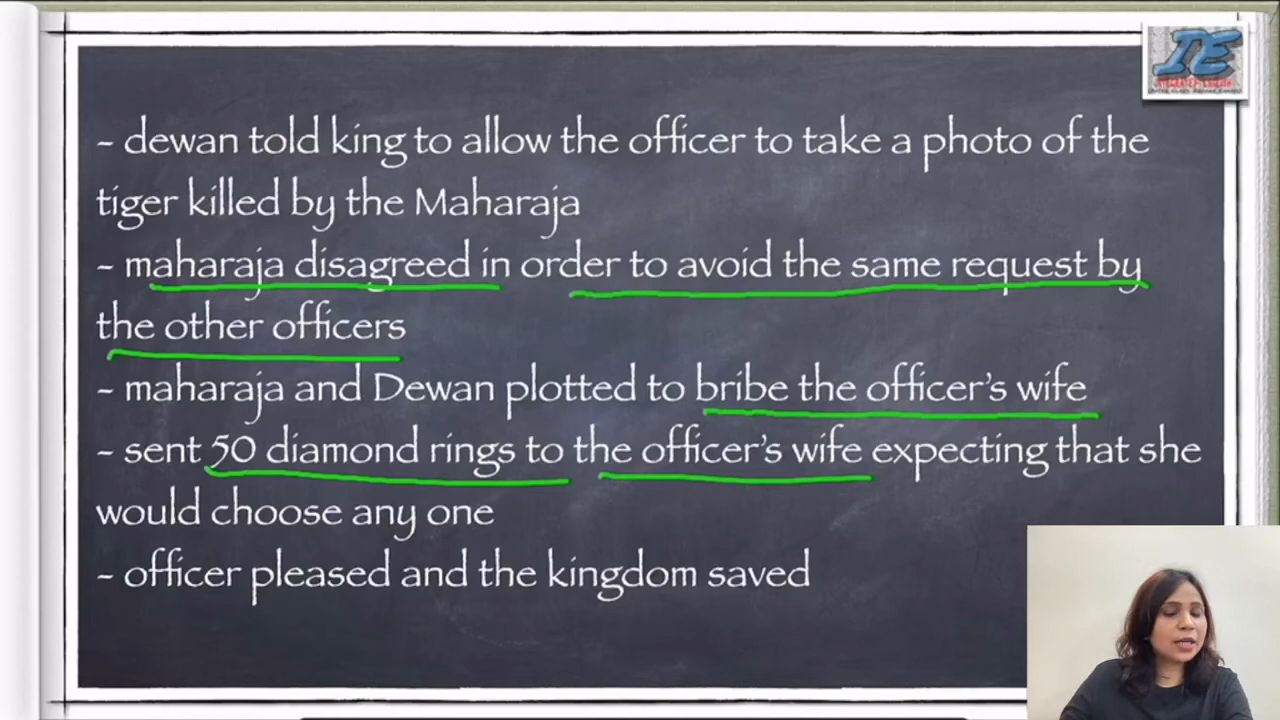 IE
- dewan told king to allow the officer to take a photo of the
tiger killed by the Maharaja
- maharaja disagreed in order to avoid the same request by
the other officers
- maharaja and Dewan plotted to bribe the officer's wife
- sent 50 diamond rings to the officer's wife expecting that she
would choose any one
- officer pleased and the kingdom saved